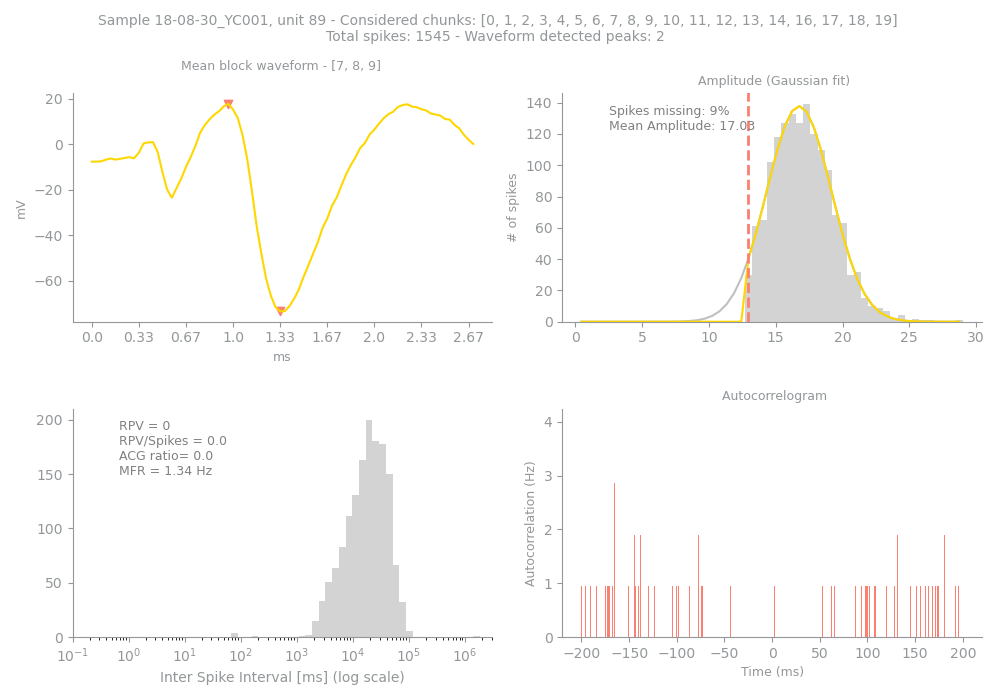 Sample 18-08-30_YC001, unit 89 - Considered chunks: [0, 1, 2, 3, 4, 5, 6, 7, 8, 9, 10, 11, 12, 13, 14, 16, 17, 18, 19]
Total spikes: 1545 - Waveform detected peaks: 2
Mean block waveform - [7, 8, 9]
20
0
−20
−40
−60
mV
0.0 0.33 0.67 1.0 1.33 1.67 2.0 2.33 2.67
ms
Amplitude (Gaussian fit)
Spikes missing: 9%
Mean Amplitude: 17.03
140
120
100
80
60
40
20
0
# of spikes
0 5 10 15 20 25 30
RPV = 0
RPV/Spikes = 0.0
ACG ratio= 0.0
MFR = 1.34 Hz
200
150
100
50
0
10⁻¹ 10⁰ 10¹ 10² 10³ 10⁴ 10⁵ 10⁶
Inter Spike Interval [ms] (log scale)
Autocorrelogram
4
3
2
1
0
Autocorrelation (Hz)
−200 −150 −100 −50 0 50 100 150 200
Time (ms)